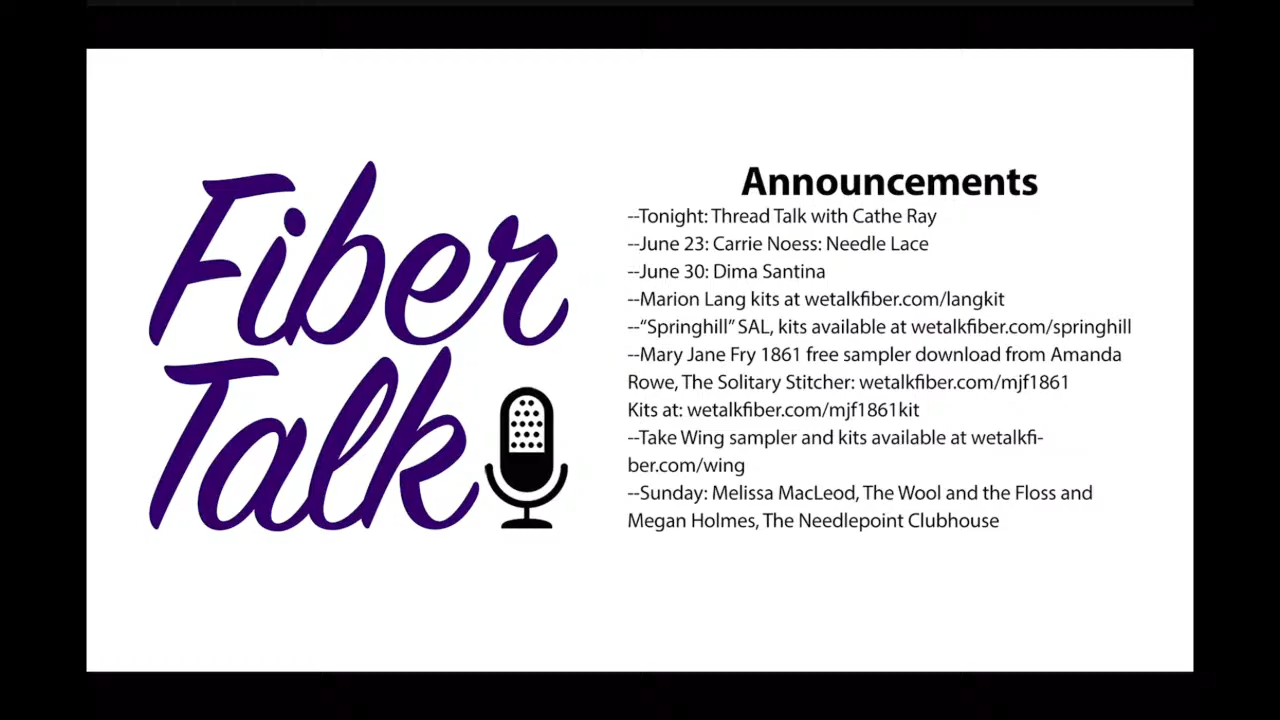 Fiber
Talk
Announcements
--Tonight: Thread Talk with Cathe Ray
--June 23: Carrie Noess: Needle Lace
--June 30: Dima Santina
--Marion Lang kits at wetalkfiber.com/langkit
--“Springhill” SAL, kits available at wetalkfiber.com/springhill
--Mary Jane Fry 1861 free sampler download from Amanda
Rowe, The Solitary Stitcher: wetalkfiber.com/mjf1861
Kits at: wetalkfiber.com/mjf1861kit
--Take Wing sampler and kits available at wetalkfi-
ber.com/wing
--Sunday: Melissa MacLeod, The Wool and the Floss and
Megan Holmes, The Needlepoint Clubhouse